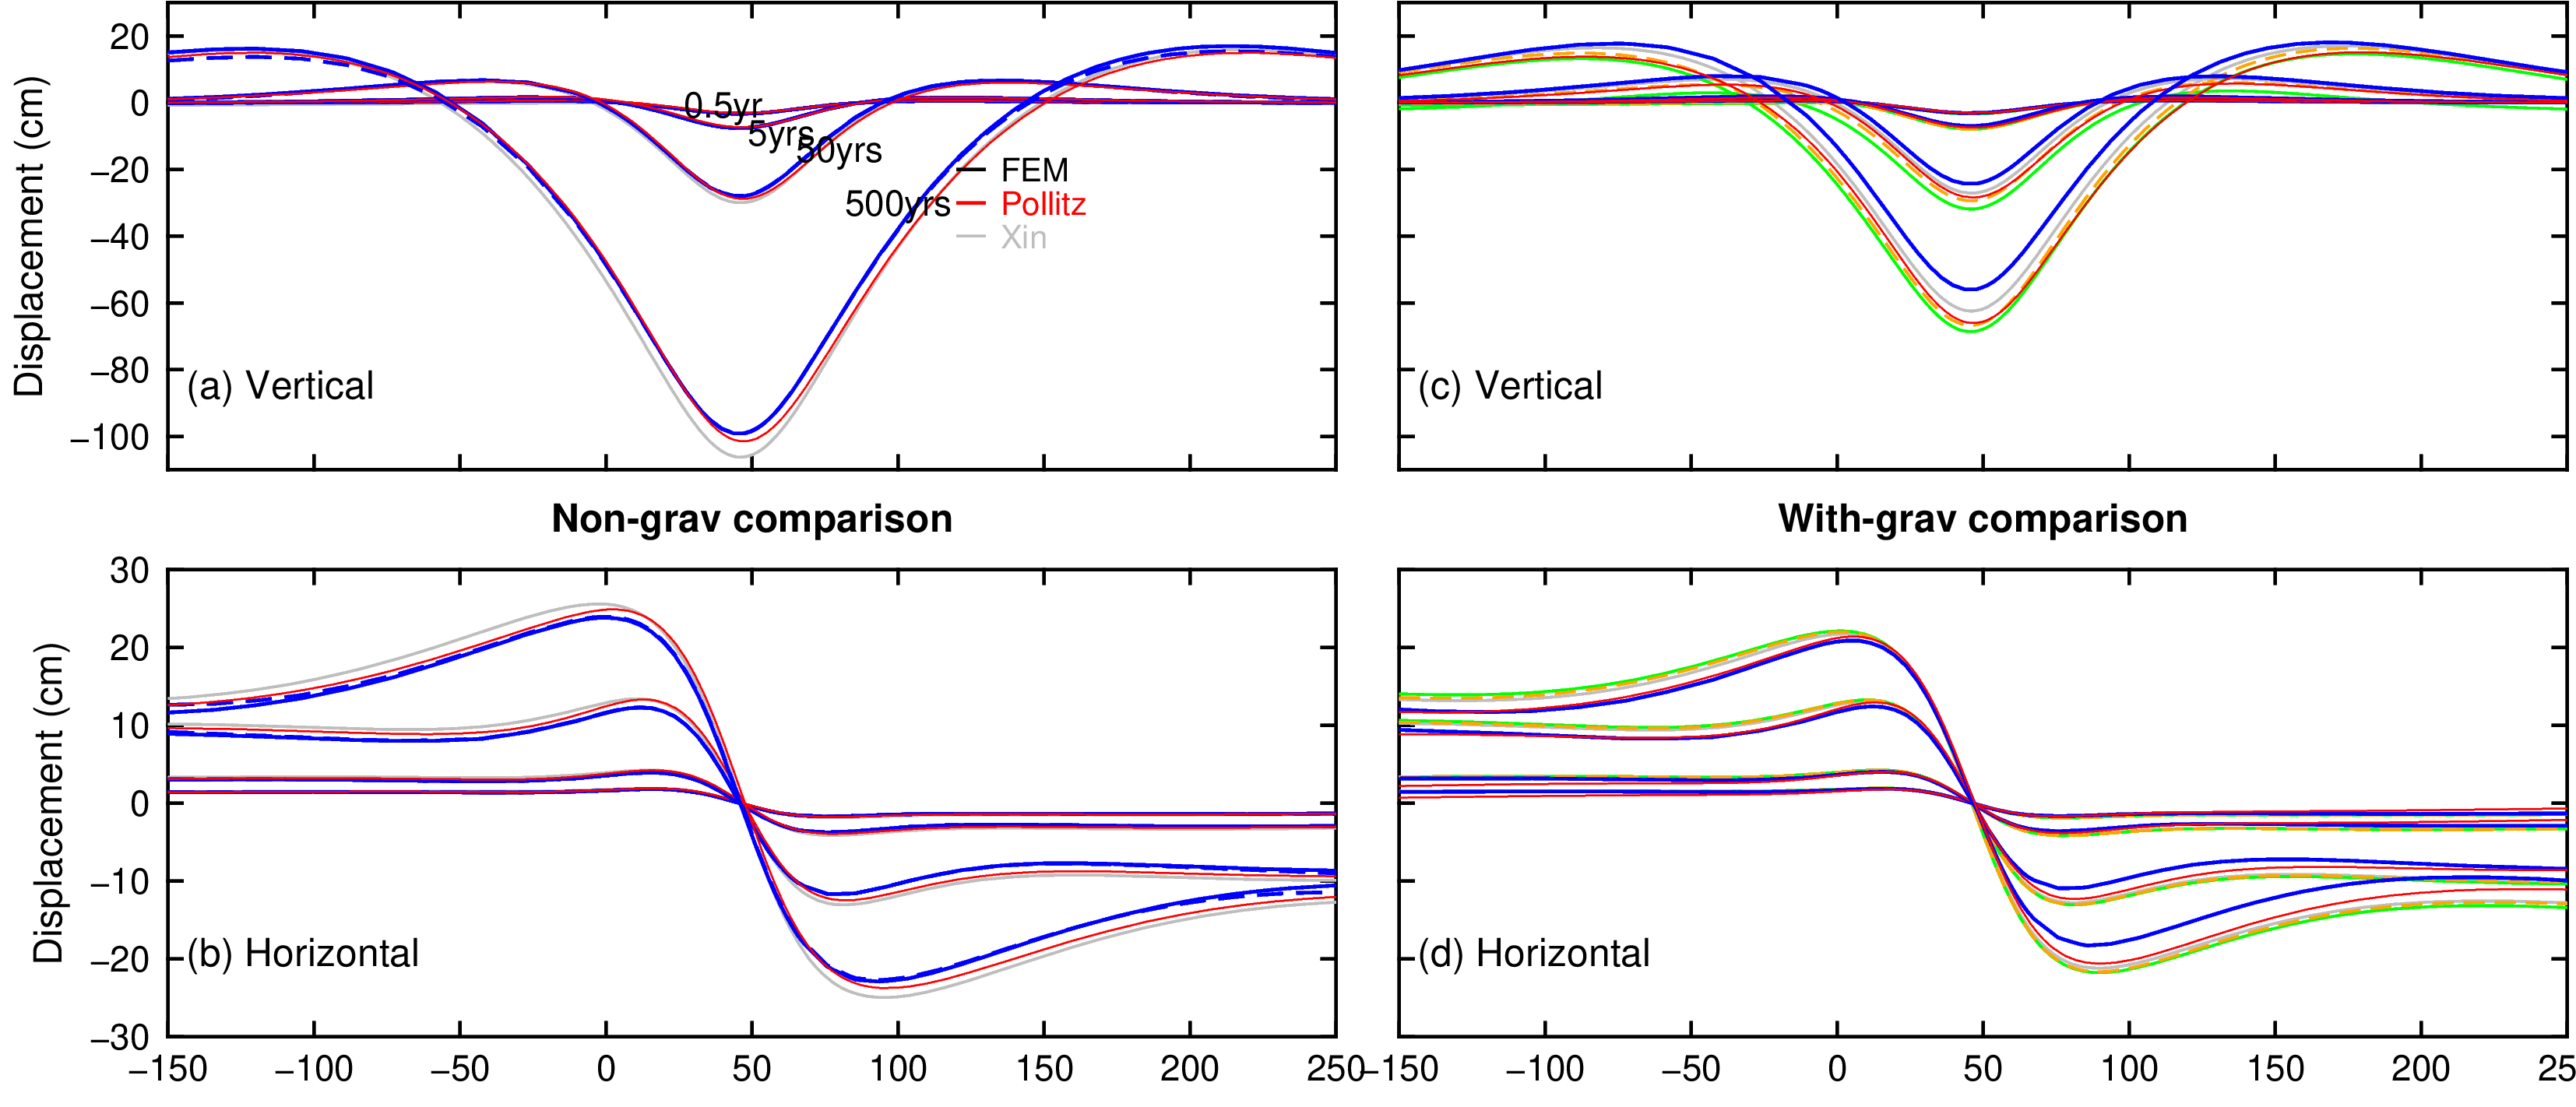 20
0
−20
−40
−60
−80
−100
Displacement (cm)
0.5yr
5yrs
50yrs
500yrs
FEM
Pollitz
Xin
(a) Vertical
(c) Vertical
Non-grav comparison
With-grav comparison
30
20
10
0
−10
−20
−30
Displacement (cm)
(b) Horizontal
(d) Horizontal
−150 −100 −50 0 50 100 150 200 250
−150 −100 −50 0 50 100 150 200 25